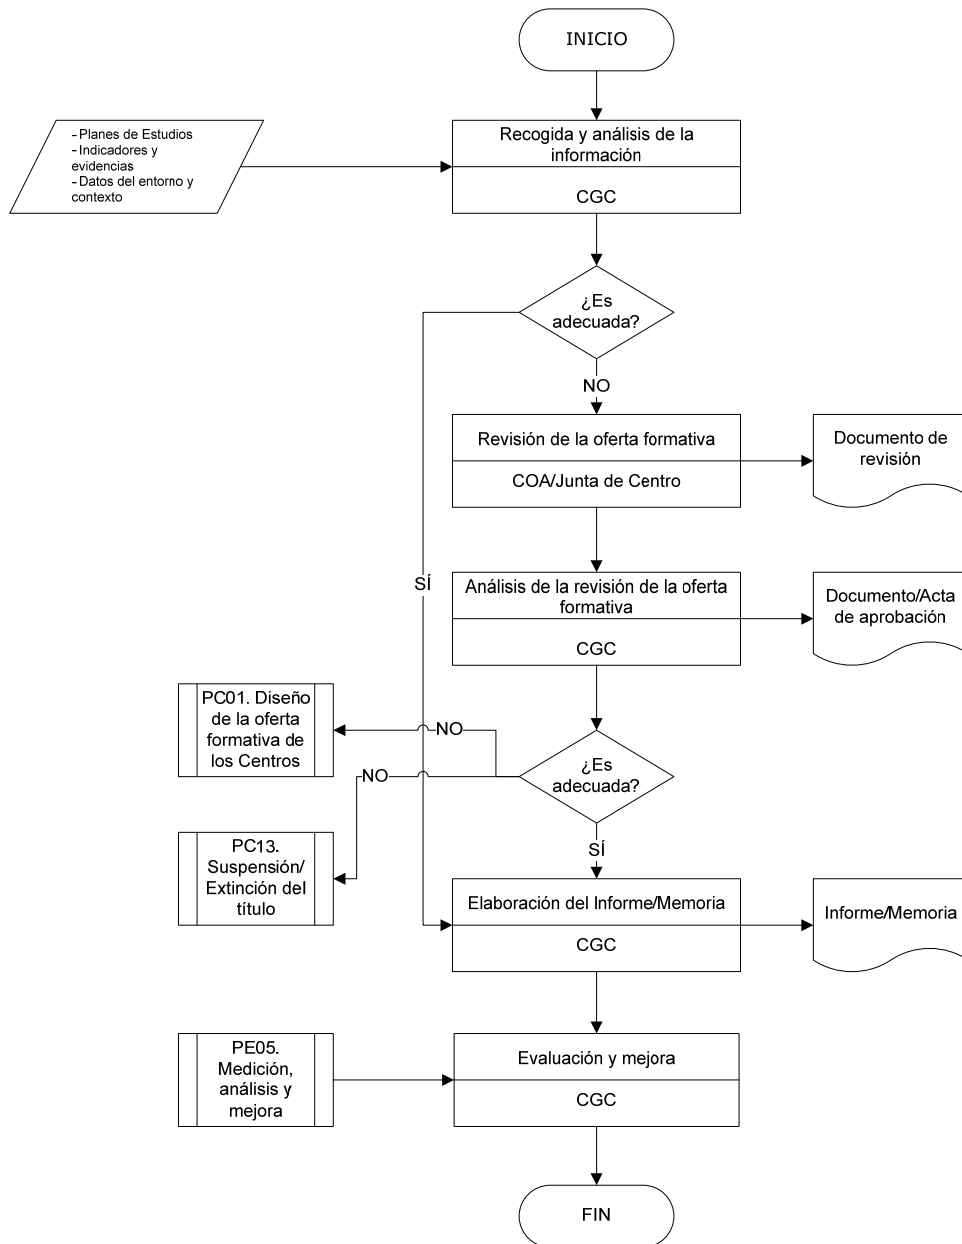 INICIO
-Planes de Estudios
-Indicadores y
evidencias
-Datos del entorno y
contexto
Recogida y análisis de la
información
CGC
¿Es
adecuada?
NO
Revisión de la oferta formativa
COA/Junta de Centro
Documento de
revisión
SÍ
Análisis de la revisión de la oferta
formativa
CGC
Documento/Acta
de aprobación
PC01. Diseño
de la oferta
formativa de
los Centros
NO
NO
¿Es
adecuada?
SÍ
PC13.
Suspensión/
Extinción del
título
Elaboración del Informe/Memoria
CGC
Informe/Memoria
PE05.
Medición,
análisis y
mejora
Evaluación y mejora
CGC
FIN